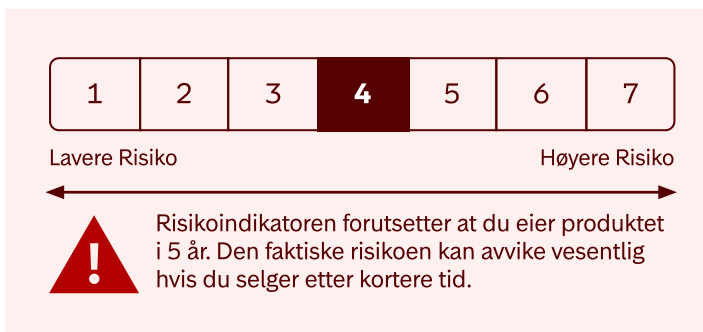 1 2 3 4 5 6 7
Lavere Risiko Høyere Risiko
!
Risikoindikatoren forutsetter at du eier produktet
i 5 år. Den faktiske risikoen kan avvike vesentlig
hvis du selger etter kortere tid.